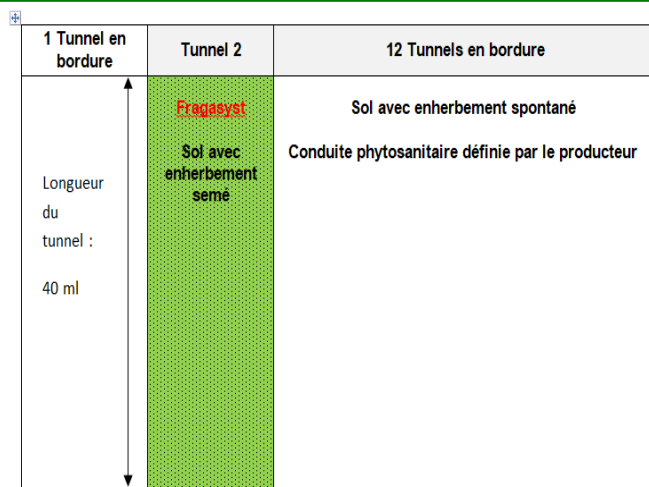 1 Tunnel en
bordure
Tunnel 2
12 Tunnels en bordure
Longueur
du
tunnel :
40 ml
Fragasyst
Sol avec
enherbement
semé
Sol avec enherbement spontané
Conduite phytosanitaire définie par le producteur